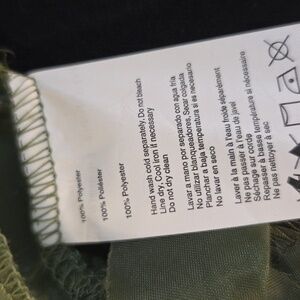 100% Polyester
100% Poliéster
100% Polyester
Hand wash cold separately, Do not bleach
Line dry, Cool iron if necessary
Do not dry clean
Lavar a mano por separado con agua fría
No utilizar blanqueadores, Secar colgada
Planchar a baja temperatura si es necesario
No lavar en seco
Laver à la main à l'eau froide séparément
Ne pas passer à l'eau de javel
Séchage sur corde
Repasser à basse température si nécessaire
Ne pas nettoyer à sec